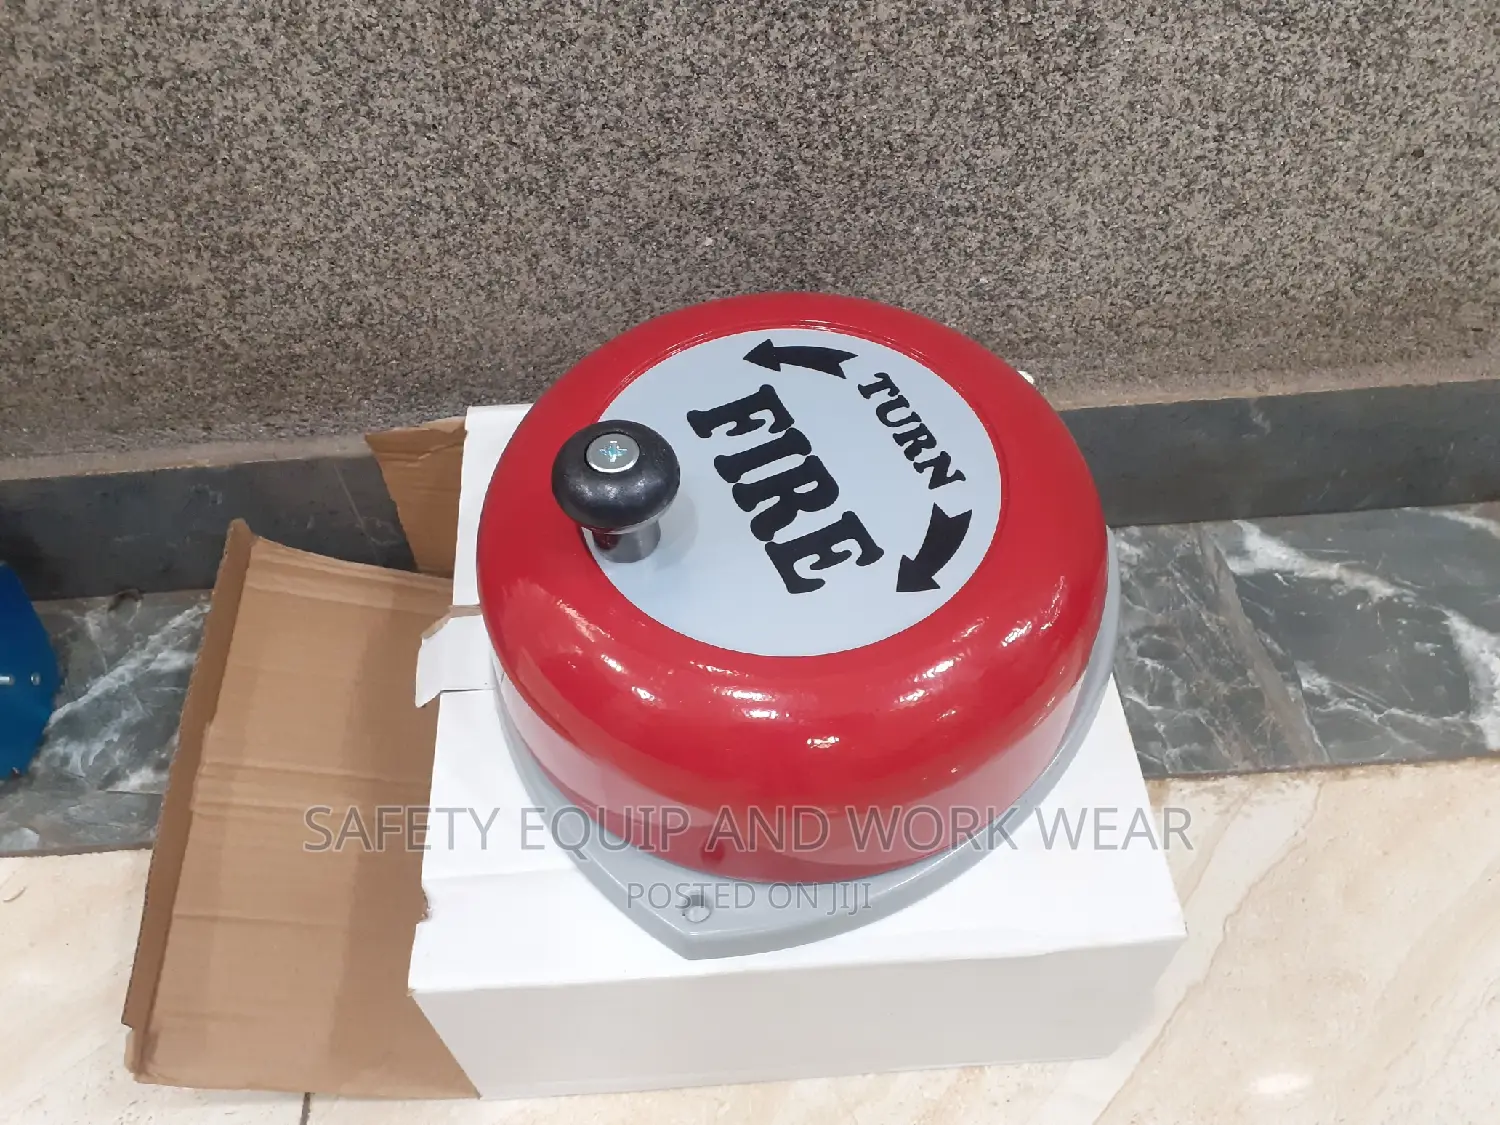 TURN
FIRE
SAFETY EQUIP AND WORK WEAR
POSTED ON JIJI